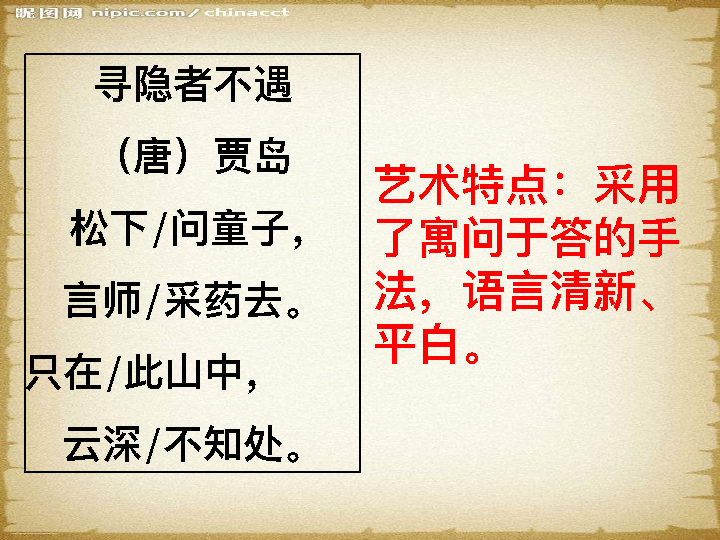 昵图网 nipic.com/chinacct
寻隐者不遇
（唐）贾岛
松下/问童子，
言师/采药去。
只在/此山中，
云深/不知处。
艺术特点：采用
了寓问于答的手
法，语言清新、
平白。